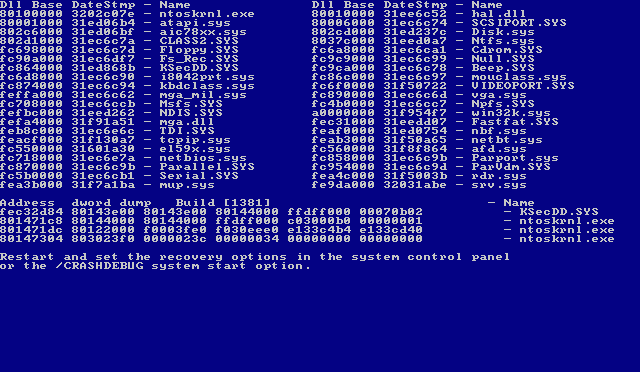 Dll Base DateStmp - Name Dll Base DateStmp - Name
80100000 3202c07e - ntoskrnl.exe 80010000 31ee6c52 - hal.dll
80001000 31ed06b4 - atapi.sys 80006000 31ec6c74 - SCSIPORT.SYS
802c6000 31ed06bf - aic78xx.sys 802cd000 31ed237c - Disk.sys
802d1000 31ec6c7a - CLASS2.SYS 8037c000 31eed0a7 - Ntfs.sys
fc698000 31ec6c7d - Floppy.SYS fc6a8000 31ec6ca1 - Cdrom.SYS
fc90a000 31ec6df7 - Fs_Rec.SYS fc9c9000 31ec6c99 - Null.SYS
fc864000 31ed868b - KSecDD.SYS fc9ca000 31ec6c78 - Beep.SYS
fc6d8000 31ec6c90 - i8042prt.sys fc86c000 31ec6c97 - mouclass.sys
fc874000 31ec6c94 - kbdclass.sys fc6f0000 31f50722 - VIDEOPORT.SYS
feffa000 31ec6c62 - mga_mil.sys fc890000 31ec6c6d - vga.sys
fc708000 31ec6ccb - Msfs.SYS fc4b0000 31ec6cc7 - Npfs.SYS
fefbc000 31eed262 - NDIS.SYS a0000000 31f954f7 - win32k.sys
fefa4000 31f91a51 - mga.dll fec31000 31eedd07 - Fastfat.SYS
feb8c000 31ec6e6c - TDI.SYS feaf0000 31ed0754 - nbf.sys
feacf000 31f130a7 - tcpip.sys feab3000 31f50a65 - netbt.sys
fc550000 31601a30 - el59x.sys fc560000 31f8f864 - afd.sys
fc718000 31ec6e7a - netbios.sys fc858000 31ec6c9b - Parport.sys
fc870000 31ec6c9b - Parallel.SYS fc954000 31ec6c9d - ParVdm.SYS
fc5b0000 31ec6cb1 - Serial.SYS fea4c000 31f5003b - rdr.sys
fea3b000 31f7a1ba - mup.sys fe9da000 32031abe - srv.sys
Address dword dump Build [1381] - Name
fec32d84 80143e00 80143e00 80144000 ffdff000 00070b02 - KSecDD.SYS
801471c8 80144000 80144000 ffdff000 c03000b0 00000001 - ntoskrnl.exe
801471dc 80122000 f0003fe0 f030eee0 e133c4b4 e133cd40 - ntoskrnl.exe
80147304 803023f0 0000023c 00000034 00000000 00000000 - ntoskrnl.exe
Restart and set the recovery options in the system control panel
or the /CRASHDEBUG system start option.